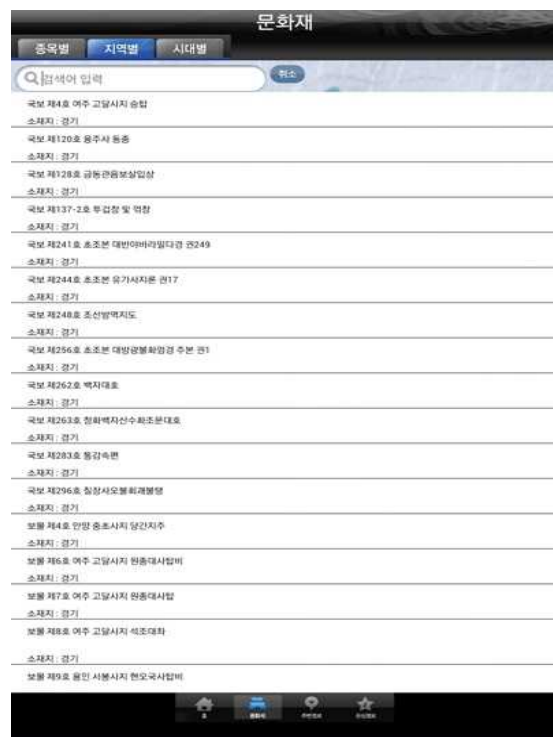 문화재
종목별 지역별 시대별
검색어 입력 취소
국보 제4호 여주 고달사지 승탑
소재지 : 경기
국보 제120호 용주사 동종
소재지 : 경기
국보 제128호 금동관음보살입상
소재지 : 경기
국보 제137-2호 투겁창 및 꺽창
소재지 : 경기
국보 제241호 초조본 대반야바라밀다경 권249
소재지 : 경기
국보 제244호 초조본 유가사지론 권17
소재지 : 경기
국보 제248호 조선방역지도
소재지 : 경기
국보 제256호 초조본 대방광불화엄경 주본 권1
소재지 : 경기
국보 제262호 백자대호
소재지 : 경기
국보 제263호 청화백자산수화조문대호
소재지 : 경기
국보 제283호 통감속편
소재지 : 경기
국보 제296호 칠장사오불회괘불탱
소재지 : 경기
보물 제4호 안양 중초사지 당간지주
소재지 : 경기
보물 제6호 여주 고달사지 원종대사탑비
소재지 : 경기
보물 제7호 여주 고달사지 원종대사탑
소재지 : 경기
보물 제8호 여주 고달사지 석조대좌
소재지 : 경기
보물 제9호 용인 서봉사지 현오국사탑비
홈 문화재 주변정보 관심정보